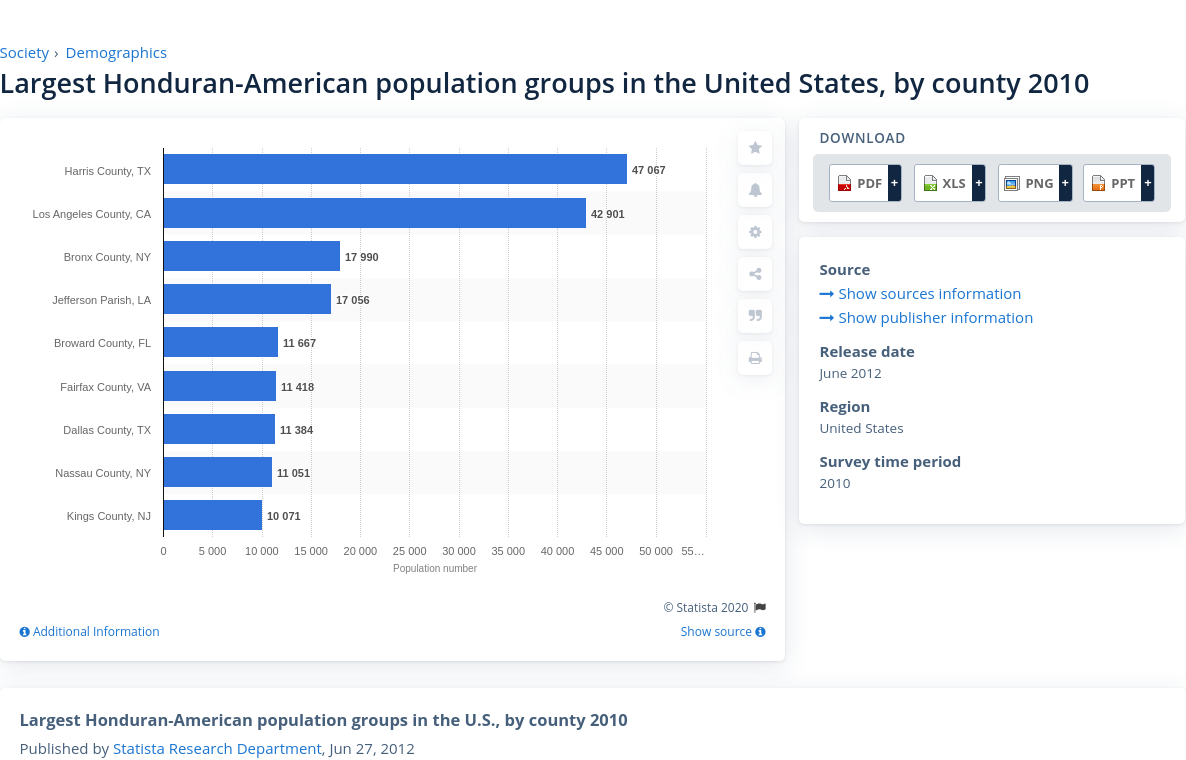 Society › Demographics
Largest Honduran-American population groups in the United States, by county 2010
Harris County, TX 47 067
Los Angeles County, CA 42 901
Bronx County, NY 17 990
Jefferson Parish, LA 17 056
Broward County, FL 11 667
Fairfax County, VA 11 418
Dallas County, TX 11 384
Nassau County, NY 11 051
Kings County, NJ 10 071
0 5 000 10 000 15 000 20 000 25 000 30 000 35 000 40 000 45 000 50 000 55…
Population number
© Statista 2020
Additional Information Show source
DOWNLOAD
PDF + XLS + PNG + PPT +
Source
Show sources information
Show publisher information
Release date
June 2012
Region
United States
Survey time period
2010
Largest Honduran-American population groups in the U.S., by county 2010
Published by Statista Research Department, Jun 27, 2012